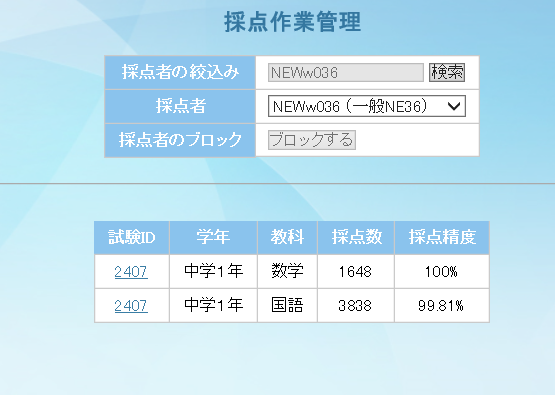 採点作業管理
採点者の絞込み NEWw036 検索
採点者 NEWw036 (一般NE36)
採点者のブロック ブロックする
試験ID 学年 教科 採点数 採点精度
2407 中学1年 数学 1648 100%
2407 中学1年 国語 3838 99.81%